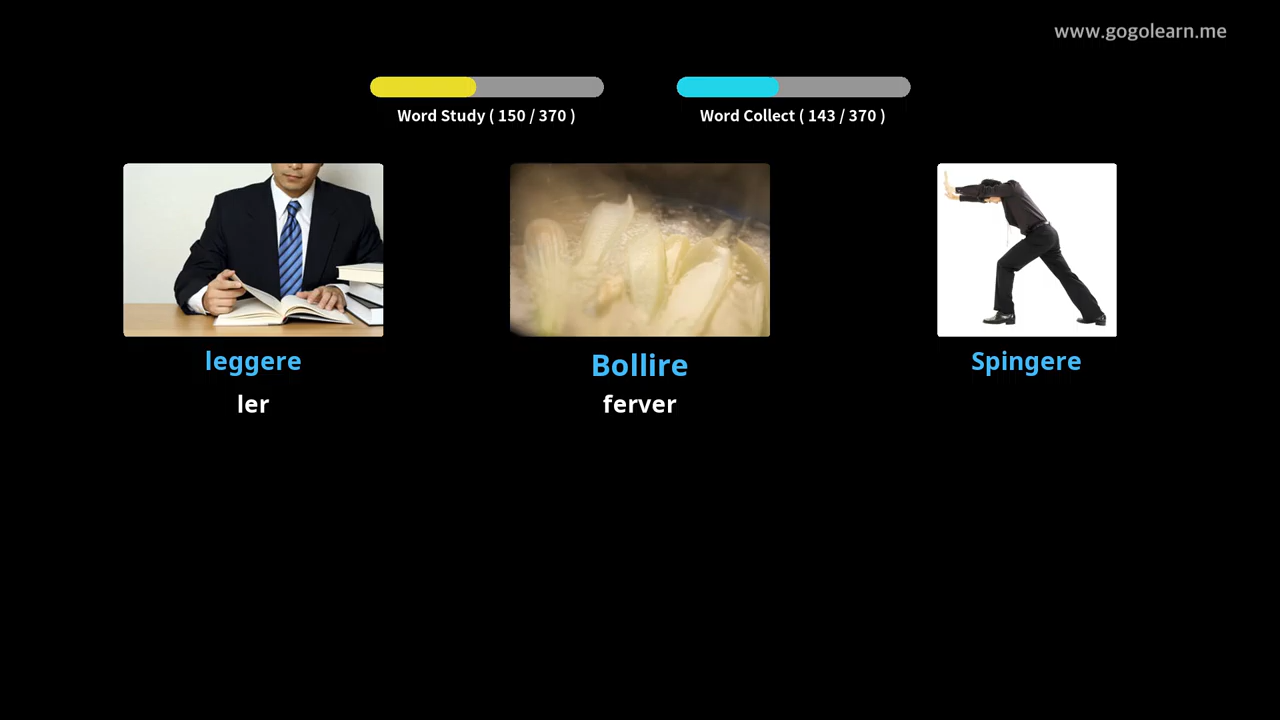 www.gogolearn.me
Word Study ( 150 / 370 )
Word Collect ( 143 / 370 )
leggere
ler
Bollire
ferver
Spingere